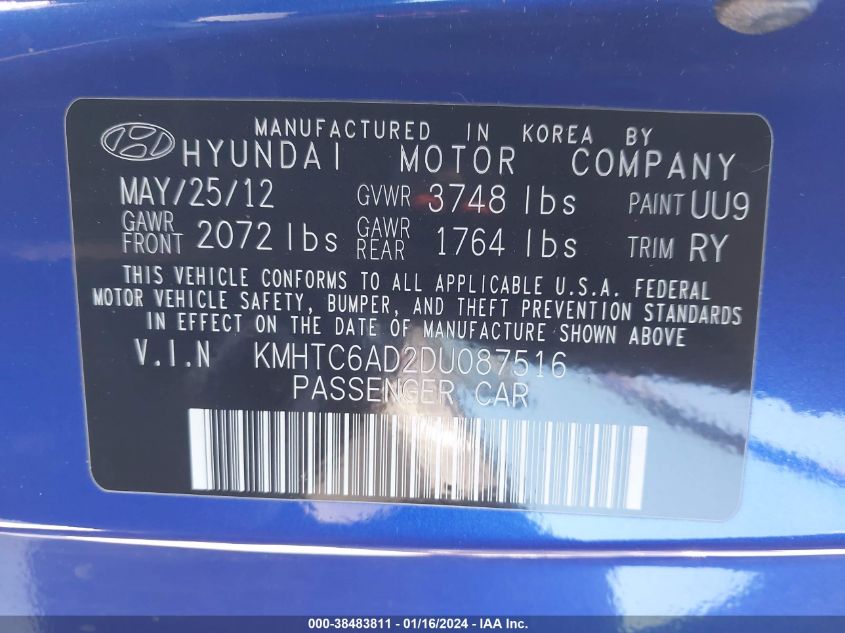 MANUFACTURED IN KOREA BY
HYUNDAI MOTOR COMPANY
MAY/25/12 GVWR 3748 lbs PAINT UU9
GAWR FRONT 2072 lbs GAWR REAR 1764 lbs TRIM RY
THIS VEHICLE CONFORMS TO ALL APPLICABLE U.S.A. FEDERAL
MOTOR VEHICLE SAFETY, BUMPER, AND THEFT PREVENTION STANDARDS
IN EFFECT ON THE DATE OF MANUFACTURE SHOWN ABOVE
V.I.N KMHTC6AD2DU087516
PASSENGER CAR
000-38483811 - 01/16/2024 - IAA Inc.